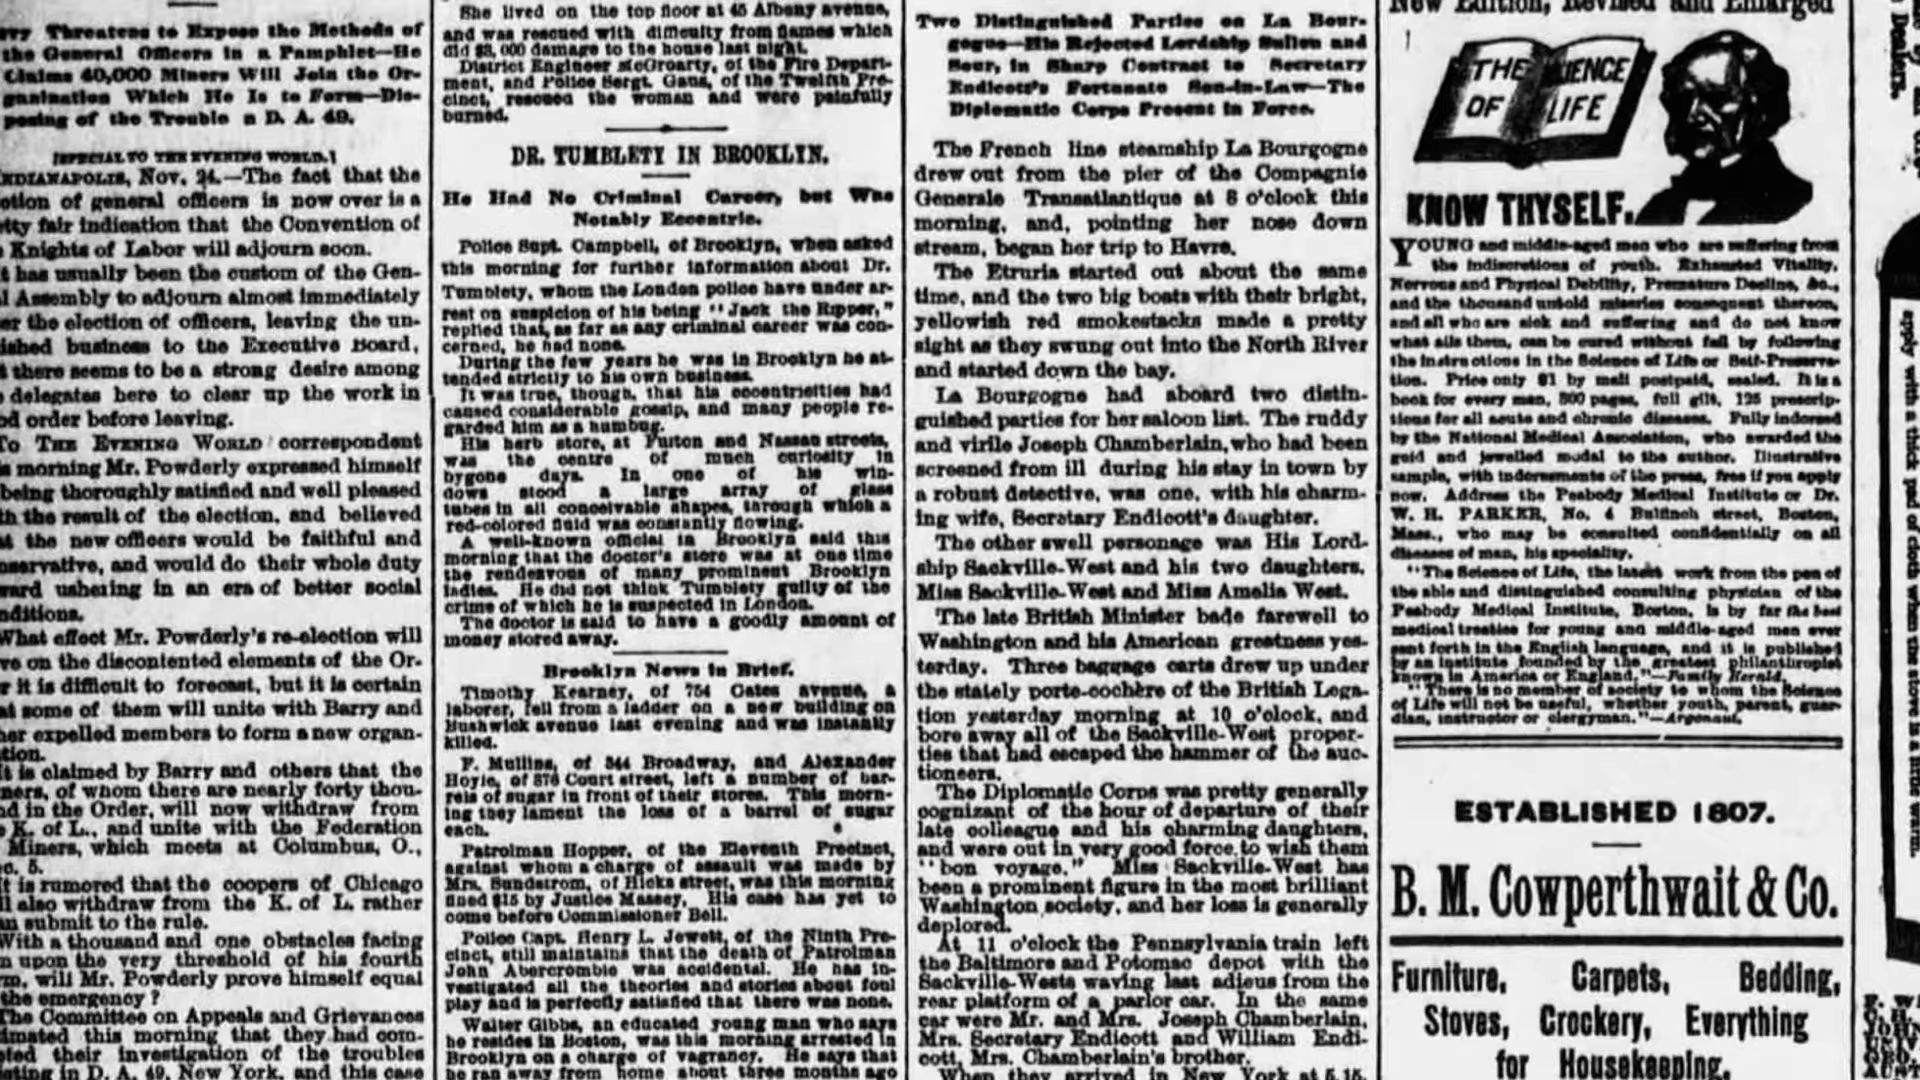 vry Threatens to Expose the Methods of
the General Officers in a Pamphlet—He
Claims 40,000 Miners Will Join the Or-
ganization Which He Is to Form—Dis-
posing of the Trouble n D. A. 49.
[SPECIAL TO THE EVENING WORLD.]
NDIANAPOLIS, Nov. 24.—The fact that the
otion of general officers is now over is a
tty fair indication that the Convention of
Knights of Labor will adjourn soon.
t has usually been the custom of the Gen-
l Assembly to adjourn almost immediately
er the election of officers, leaving the un-
ished business to the Executive Board,
t there seems to be a strong desire among
delegates here to clear up the work in
od order before leaving.
To THE EVENING WORLD correspondent
s morning Mr. Powderly expressed himself
being thoroughly satisfied and well pleased
th the result of the election, and believed
at the new officers would be faithful and
nservative, and would do their whole duty
ward ushering in an era of better social
nditions.
What effect Mr. Powderly's re-election will
ve on the discontented elements of the Or-
r it is difficult to forecast, but it is certain
at some of them will unite with Barry and
her expelled members to form a new organ-
tion.
t is claimed by Barry and others that the
ners, of whom there are nearly forty thou-
nd in the Order, will now withdraw from
K. of L., and unite with the Federation
Miners, which meets at Columbus, O.,
c. 5.
t is rumored that the coopers of Chicago
ll also withdraw from the K. of L. rather
an submit to the rule.
With a thousand and one obstacles facing
m upon the very threshold of his fourth
rm, will Mr. Powderly prove himself equal
the emergency?
The Committee on Appeals and Grievances
imated this morning that they had com-
ted their investigation of the troubles
ating in D. A. 49, New York, and this case
She lived on the top floor at 45 Albany avenue,
and was rescued with difficulty from flames which
did $3,000 damage to the house last night.
District Engineer McGroarty, of the Fire Depart-
ment, and Police Sergt. Gans, of the Twelfth Pre-
cinct, rescued the woman and were painfully
burned.
DR. TUMBLETY IN BROOKLYN.
He Had No Criminal Career, but Was
Notably Eccentric.
Police Supt. Campbell, of Brooklyn, when asked
this morning for further information about Dr.
Tumblety, whom the London police have under ar-
rest on suspicion of his being "Jack the Ripper,"
replied that, as far as any criminal career was con-
cerned, he had none.
During the few years he was in Brooklyn he at-
tended strictly to his own business.
It was true, though, that his eccentricities had
caused considerable gossip, and many people re-
garded him as a humbug.
His herb store, at Fulton and Nassau streets,
was the centre of much curiosity in
bygone days. In one of his win-
dows stood a large array of glass
tubes in all conceivable shapes, through which a
red-colored fluid was constantly flowing.
A well-known official in Brooklyn said this
morning that the doctor's store was at one time
the rendezvous of many prominent Brooklyn
ladies. He did not think Tumblety guilty of the
crime of which he is suspected in London.
The doctor is said to have a goodly amount of
money stored away.
Brooklyn News in Brief.
Timothy Kearney, of 754 Gates avenue, a
laborer, fell from a ladder on a new building on
Bushwick avenue last evening and was instantly
killed.
F. Mullins, of 844 Broadway, and Alexander
Hoyle, of 876 Court street, left a number of bar-
rels of sugar in front of their stores. This morn-
ing they lament the loss of a barrel of sugar
each.
Patrolman Hopper, of the Eleventh Precinct,
against whom a charge of assault was made by
Mrs. Sundstrom, of Hicks street, was this morning
fined $15 by Justice Massey. His case has yet to
come before Commissioner Bell.
Police Capt. Henry L. Jewett, of the Ninth Pre-
cinct, still maintains that the death of Patrolman
John Abercrombie was accidental. He has in-
vestigated all the theories and stories about foul
play and is perfectly satisfied that there was none.
Walter Gibbs, an educated young man who says
he resides in Boston, was this morning arrested in
Brooklyn on a charge of vagrancy. He says that
he ran away from home about three months ago
Two Distinguished Parties on La Bour-
gogne—His Rejected Lordship Sullen and
Sour, in Sharp Contrast to Secretary
Endicott's Fortunate Son-in-Law—The
Diplomatic Corps Present in Force.
The French line steamship La Bourgogne
drew out from the pier of the Compagnie
Generale Transatlantique at 8 o'clock this
morning, and, pointing her nose down
stream, began her trip to Havre.
The Etruria started out about the same
time, and the two big boats with their bright,
yellowish red smokestacks made a pretty
sight as they swung out into the North River
and started down the bay.
La Bourgogne had aboard two distin-
guished parties for her saloon list. The ruddy
and virile Joseph Chamberlain, who had been
screened from ill during his stay in town by
a robust detective, was one, with his charm-
ing wife, Secretary Endicott's daughter.
The other swell personage was His Lord-
ship Sackville-West and his two daughters,
Miss Sackville-West and Miss Amelia West.
The late British Minister bade farewell to
Washington and his American greatness yes-
terday. Three baggage carts drew up under
the stately porte-cochère of the British Lega-
tion yesterday morning at 10 o'clock, and
bore away all of the Sackville-West proper-
ties that had escaped the hammer of the auc-
tioneers.
The Diplomatic Corps was pretty generally
cognizant of the hour of departure of their
late colleague and his charming daughters,
and were out in very good force to wish them
"bon voyage." Miss Sackville-West has
been a prominent figure in the most brilliant
Washington society, and her loss is generally
deplored.
At 11 o'clock the Pennsylvania train left
the Baltimore and Potomac depot with the
Sackville-Wests waving last adieus from the
rear platform of a parlor car. In the same
car were Mr. and Mrs. Joseph Chamberlain,
Mrs. Secretary Endicott and William Endi-
cott, Mrs. Chamberlain's brother.
When they arrived in New York at 5.15,
New Edition, Revised and Enlarged
THE SCIENCE
OF LIFE
KNOW THYSELF.
YOUNG and middle-aged men who are suffering from
the indiscretions of youth. Exhausted Vitality,
Nervous and Physical Debility, Premature Decline, &c.,
and the thousand untold miseries consequent thereon,
and all who are sick and suffering and do not know
what ails them, can be cured without fail by following
the instructions in the Science of Life or Self-Preserva-
tion. Price only $1 by mail postpaid, sealed. It is a
book for every man, 300 pages, full gilt, 125 prescrip-
tions for all acute and chronic diseases. Fully indorsed
by the National Medical Association, who awarded the
gold and jewelled medal to the author. Illustrative
sample, with indorsements of the press, free if you apply
now. Address the Peabody Medical Institute or Dr.
W. H. PARKER, No. 4 Bulfinch street, Boston,
Mass., who may be consulted confidentially on all
diseases of man, his speciality.
"The Science of Life, the latest work from the pen of
the able and distinguished consulting physician of the
Peabody Medical Institute, Boston, is by far the best
medical treatise for young and middle-aged men ever
sent forth in the English language, and it is published
by an institute founded by the greatest philanthropist
known in America or England."—Family Herald.
"There is no member of society to whom the Science
of Life will not be useful, whether youth, parent, guar-
dian, instructor or clergyman."—Argonaut.
ESTABLISHED 1807.
B. M. Cowperthwait & Co.
Furniture, Carpets, Bedding,
Stoves, Crockery, Everything
for Housekeeping.
Dealers.
apply with a thick pad of cloth when the stove is a little warm.